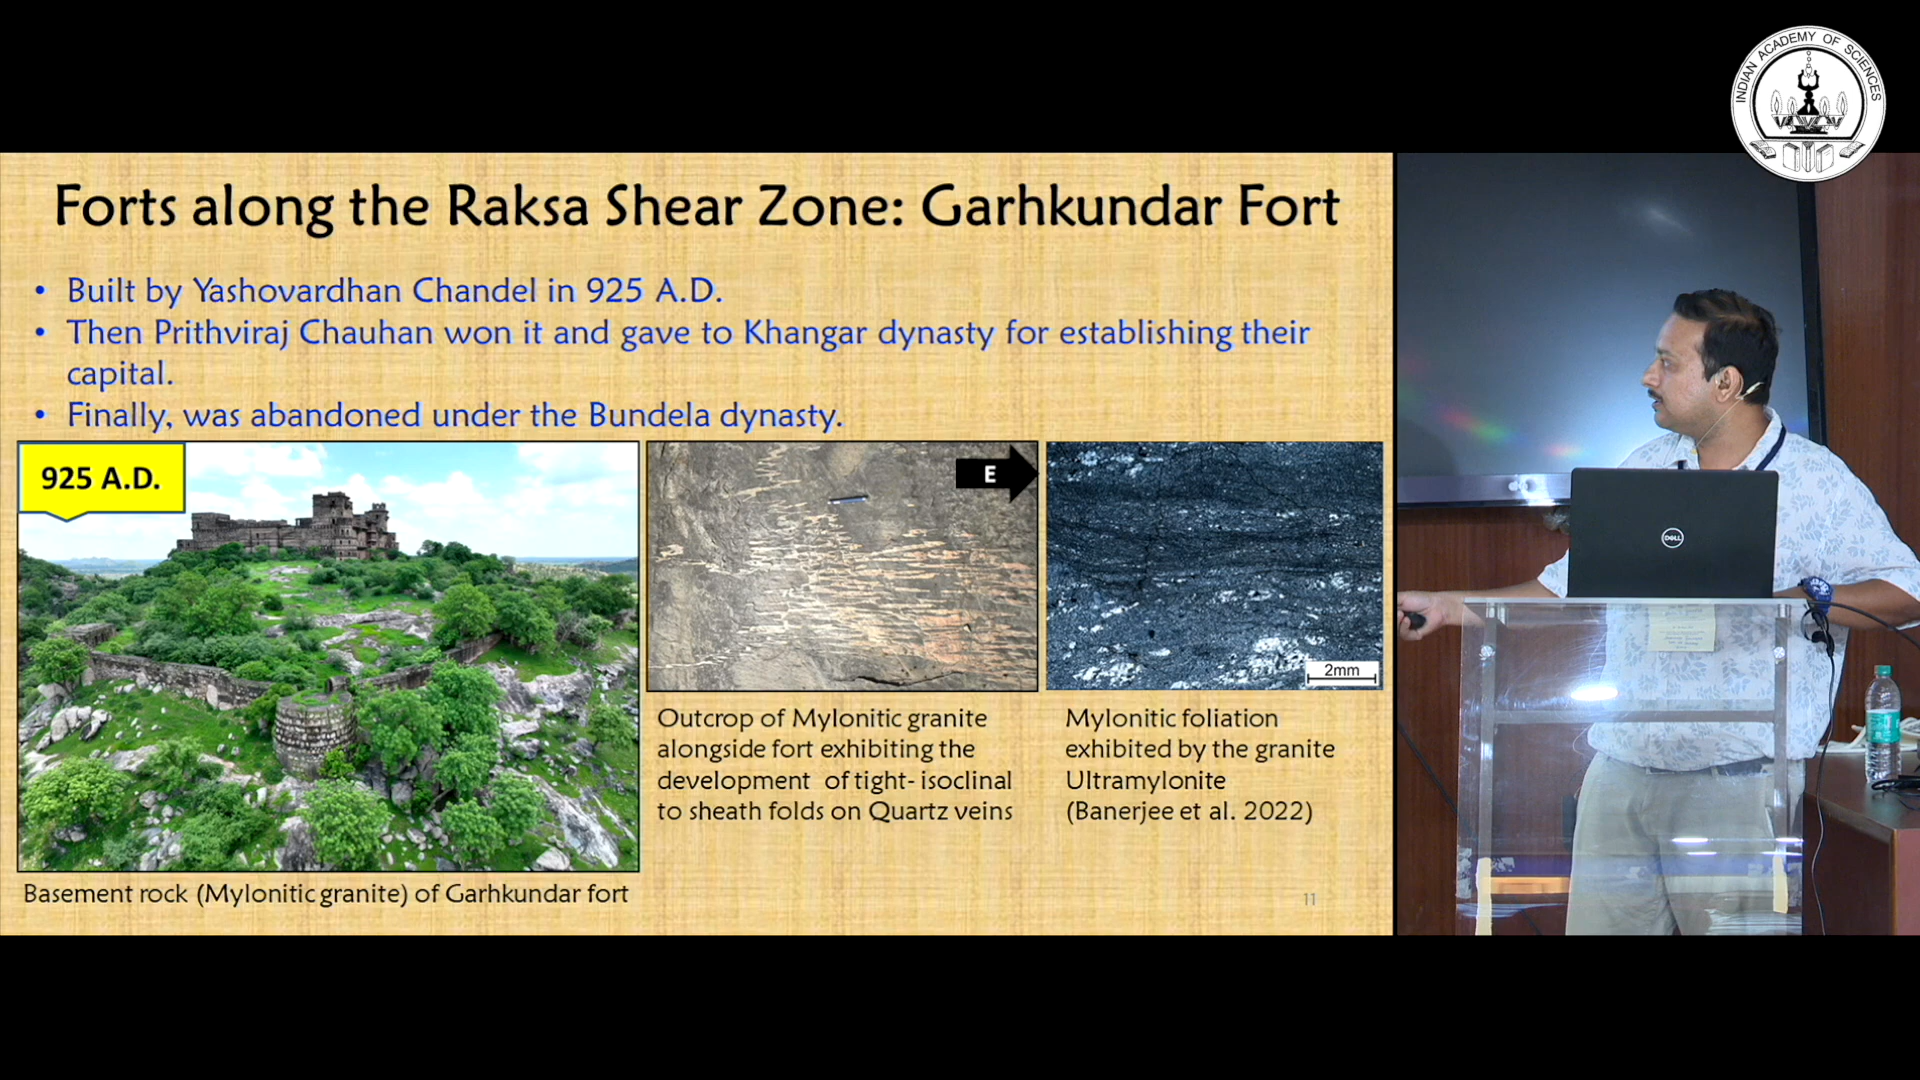 INDIAN ACADEMY OF SCIENCES
Forts along the Raksa Shear Zone: Garhkundar Fort
• Built by Yashovardhan Chandel in 925 A.D.
• Then Prithviraj Chauhan won it and gave to Khangar dynasty for establishing their
capital.
• Finally, was abandoned under the Bundela dynasty.
925 A.D.
E
2mm
Outcrop of Mylonitic granite
alongside fort exhibiting the
development of tight- isoclinal
to sheath folds on Quartz veins
Mylonitic foliation
exhibited by the granite
Ultramylonite
(Banerjee et al. 2022)
Basement rock (Mylonitic granite) of Garhkundar fort
11
DELL